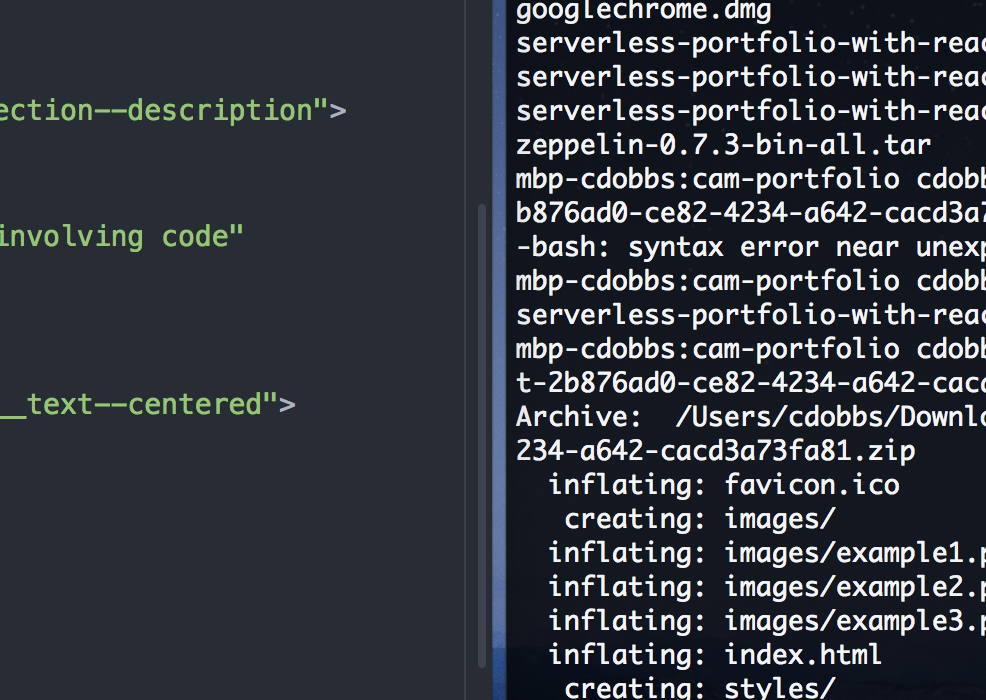 ection--description">
involving code"
__text--centered">
googlechrome.dmg
serverless-portfolio-with-reac
serverless-portfolio-with-reac
serverless-portfolio-with-reac
zeppelin-0.7.3-bin-all.tar
mbp-cdobbs:cam-portfolio cdobb
b876ad0-ce82-4234-a642-cacd3a7
-bash: syntax error near unexp
mbp-cdobbs:cam-portfolio cdobb
serverless-portfolio-with-reac
mbp-cdobbs:cam-portfolio cdobb
t-2b876ad0-ce82-4234-a642-cacd
Archive:  /Users/cdobbs/Downlo
234-a642-cacd3a73fa81.zip
inflating: favicon.ico
creating: images/
inflating: images/example1.p
inflating: images/example2.p
inflating: images/example3.p
inflating: index.html
creating: styles/